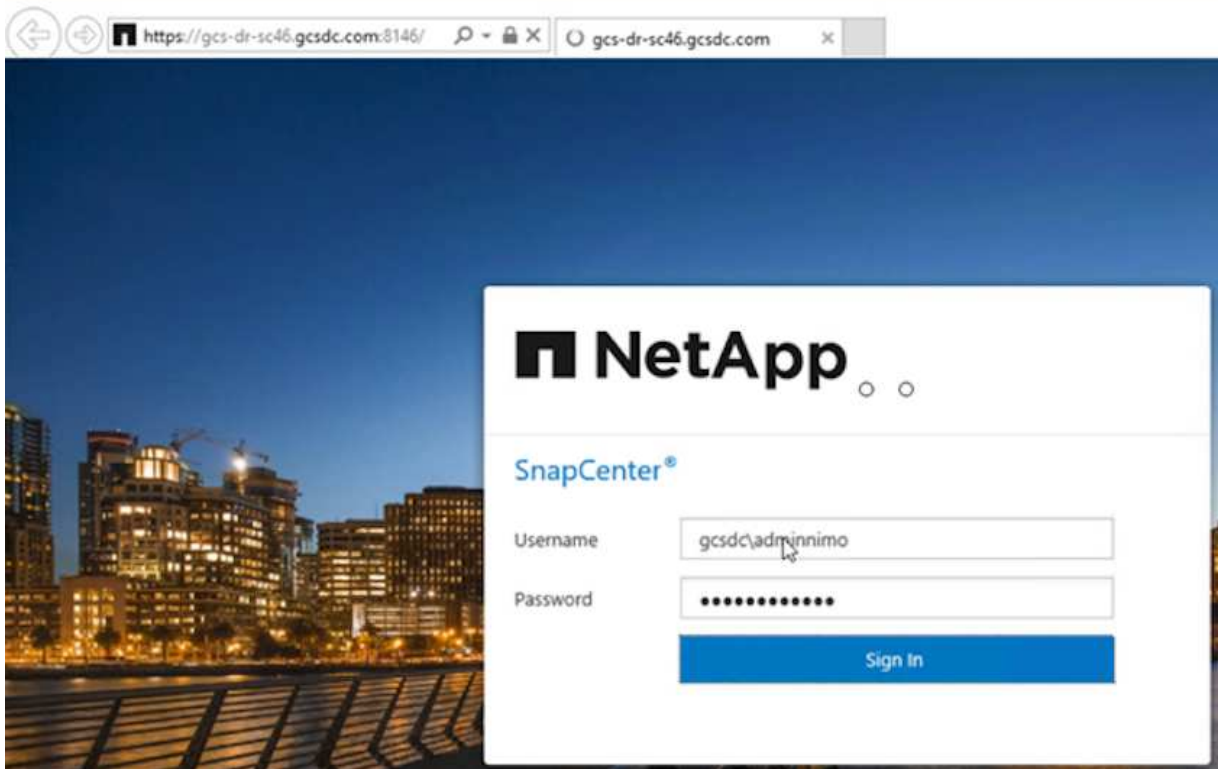 https://gcs-dr-sc46.gcsdc.com:8146/
gcs-dr-sc46.gcsdc.com
NetApp
SnapCenter®
Username gcsdc\adminnimo
Password ••••••••••••
Sign In